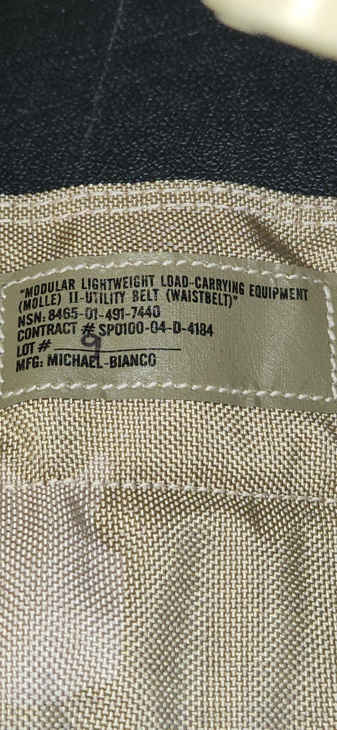 "MODULAR LIGHTWEIGHT LOAD-CARRYING EQUIPMENT
(MOLLE) II-UTILITY BELT (WAISTBELT)"
NSN: 8465-01-491-7440
CONTRACT # SPO100-04-D-4184
LOT # 9
MFG: MICHAEL-BIANCO